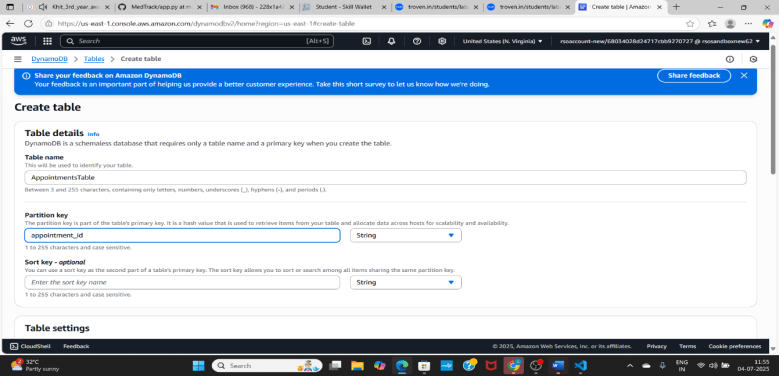 Khit_3rd_year_aw
MedTrack/app.py at m
Inbox (968) - 228x1a4
Student - Skill Wallet
troven.in/students/lab
troven.in/students/lab
Create table | Amazon
https://us-east-1.console.aws.amazon.com/dynamodbv2/home?region=us-east-1#create-table
aws
Search
[Alt+S]
United States (N. Virginia)
rsoaccount-new/68034028d24717cbb9270727 @ rsosandboxnew62
DynamoDB > Tables > Create table
Share your feedback on Amazon DynamoDB
Your feedback is an important part of helping us provide a better customer experience. Take this short survey to let us know how we're doing.
Share feedback
Create table
Table details Info
DynamoDB is a schemaless database that requires only a table name and a primary key when you create the table.
Table name
This will be used to identify your table.
AppointmentsTable
Between 3 and 255 characters, containing only letters, numbers, underscores (_), hyphens (-), and periods (.).
Partition key
The partition key is part of the table's primary key. It is a hash value that is used to retrieve items from your table and allocate data across hosts for scalability and availability.
appointment_id
String
1 to 255 characters and case sensitive.
Sort key - optional
You can use a sort key as the second part of a table's primary key. The sort key allows you to sort or search among all items sharing the same partition key.
Enter the sort key name
String
1 to 255 characters and case sensitive.
Table settings
CloudShell
Feedback
© 2025, Amazon Web Services, Inc. or its affiliates.
Privacy
Terms
Cookie preferences
32°C
Partly sunny
Search
ENG
IN
11:55
04-07-2025